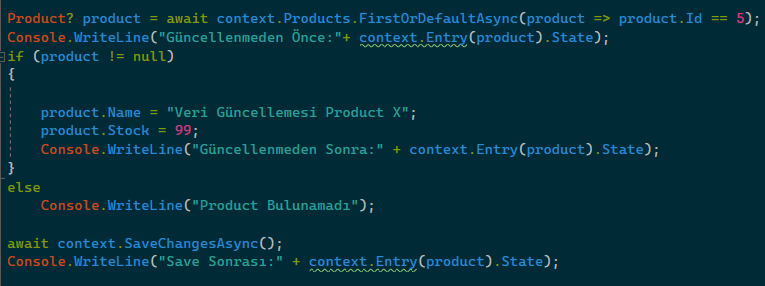 Product? product = await context.Products.FirstOrDefaultAsync(product => product.Id == 5);
Console.WriteLine("Güncellenmeden Önce:"+ context.Entry(product).State);
if (product != null)
{
product.Name = "Veri Güncellemesi Product X";
product.Stock = 99;
Console.WriteLine("Güncellenmeden Sonra:" + context.Entry(product).State);
}
else
Console.WriteLine("Product Bulunamadı");
await context.SaveChangesAsync();
Console.WriteLine("Save Sonrası:" + context.Entry(product).State);